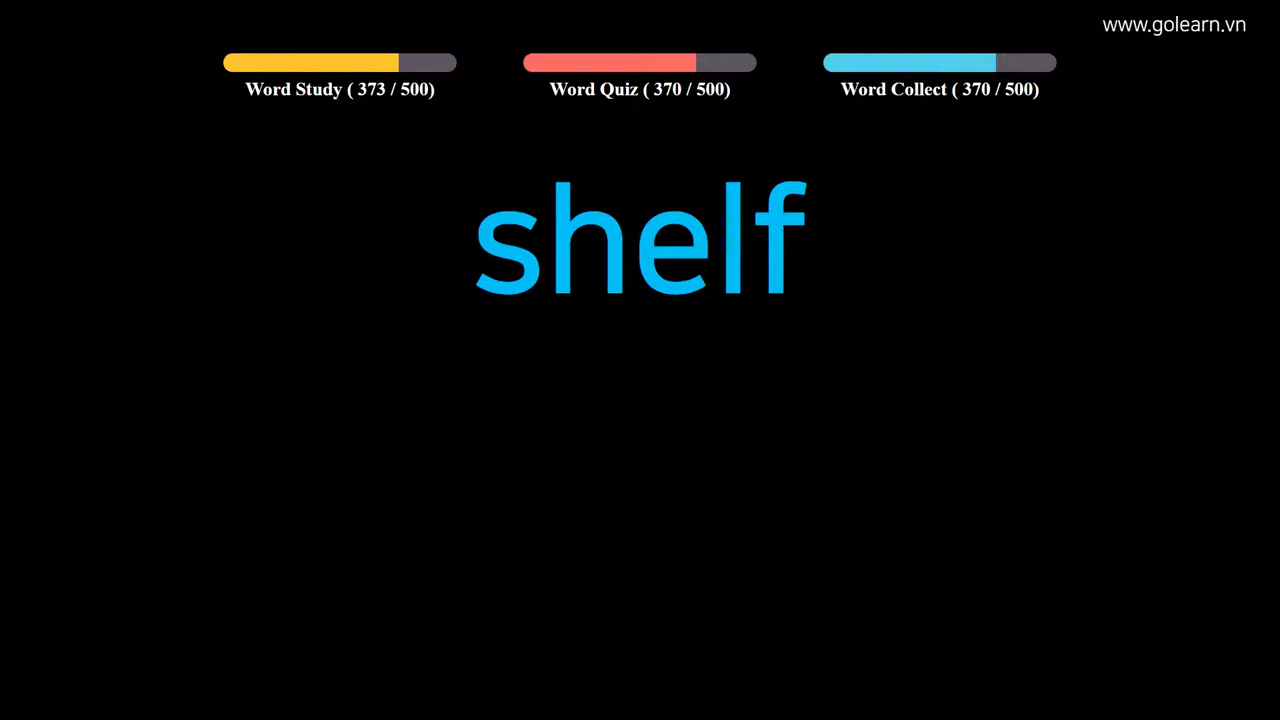 www.golearn.vn
Word Study ( 373 / 500)
Word Quiz ( 370 / 500)
Word Collect ( 370 / 500)
shelf